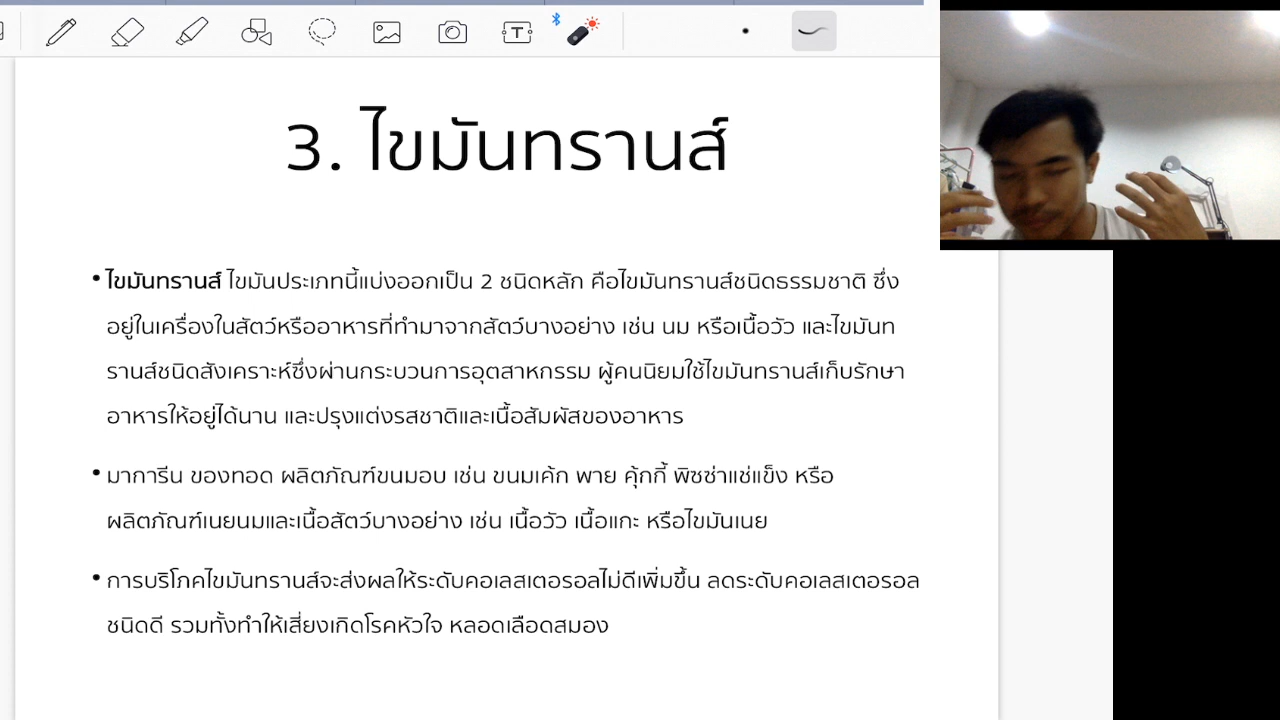 3. ไขมันทรานส์
• ไขมันทรานส์ ไขมันประเภทนี้แบ่งออกเป็น 2 ชนิดหลัก คือไขมันทรานส์ชนิดธรรมชาติ ซึ่ง
อยู่ในเครื่องในสัตว์หรืออาหารที่ทำมาจากสัตว์บางอย่าง เช่น นม หรือเนื้อวัว และไขมันท
รานส์ชนิดสังเคราะห์ซึ่งผ่านกระบวนการอุตสาหกรรม ผู้คนนิยมใช้ไขมันทรานส์เก็บรักษา
อาหารให้อยู่ได้นาน และปรุงแต่งรสชาติและเนื้อสัมผัสของอาหาร
• มาการีน ของทอด ผลิตภัณฑ์ขนมอบ เช่น ขนมเค้ก พาย คุ้กกี้ พิซซ่าแช่แข็ง หรือ
ผลิตภัณฑ์เนยนมและเนื้อสัตว์บางอย่าง เช่น เนื้อวัว เนื้อแกะ หรือไขมันเนย
• การบริโภคไขมันทรานส์จะส่งผลให้ระดับคอเลสเตอรอลไม่ดีเพิ่มขึ้น ลดระดับคอเลสเตอรอล
ชนิดดี รวมทั้งทำให้เสี่ยงเกิดโรคหัวใจ หลอดเลือดสมอง